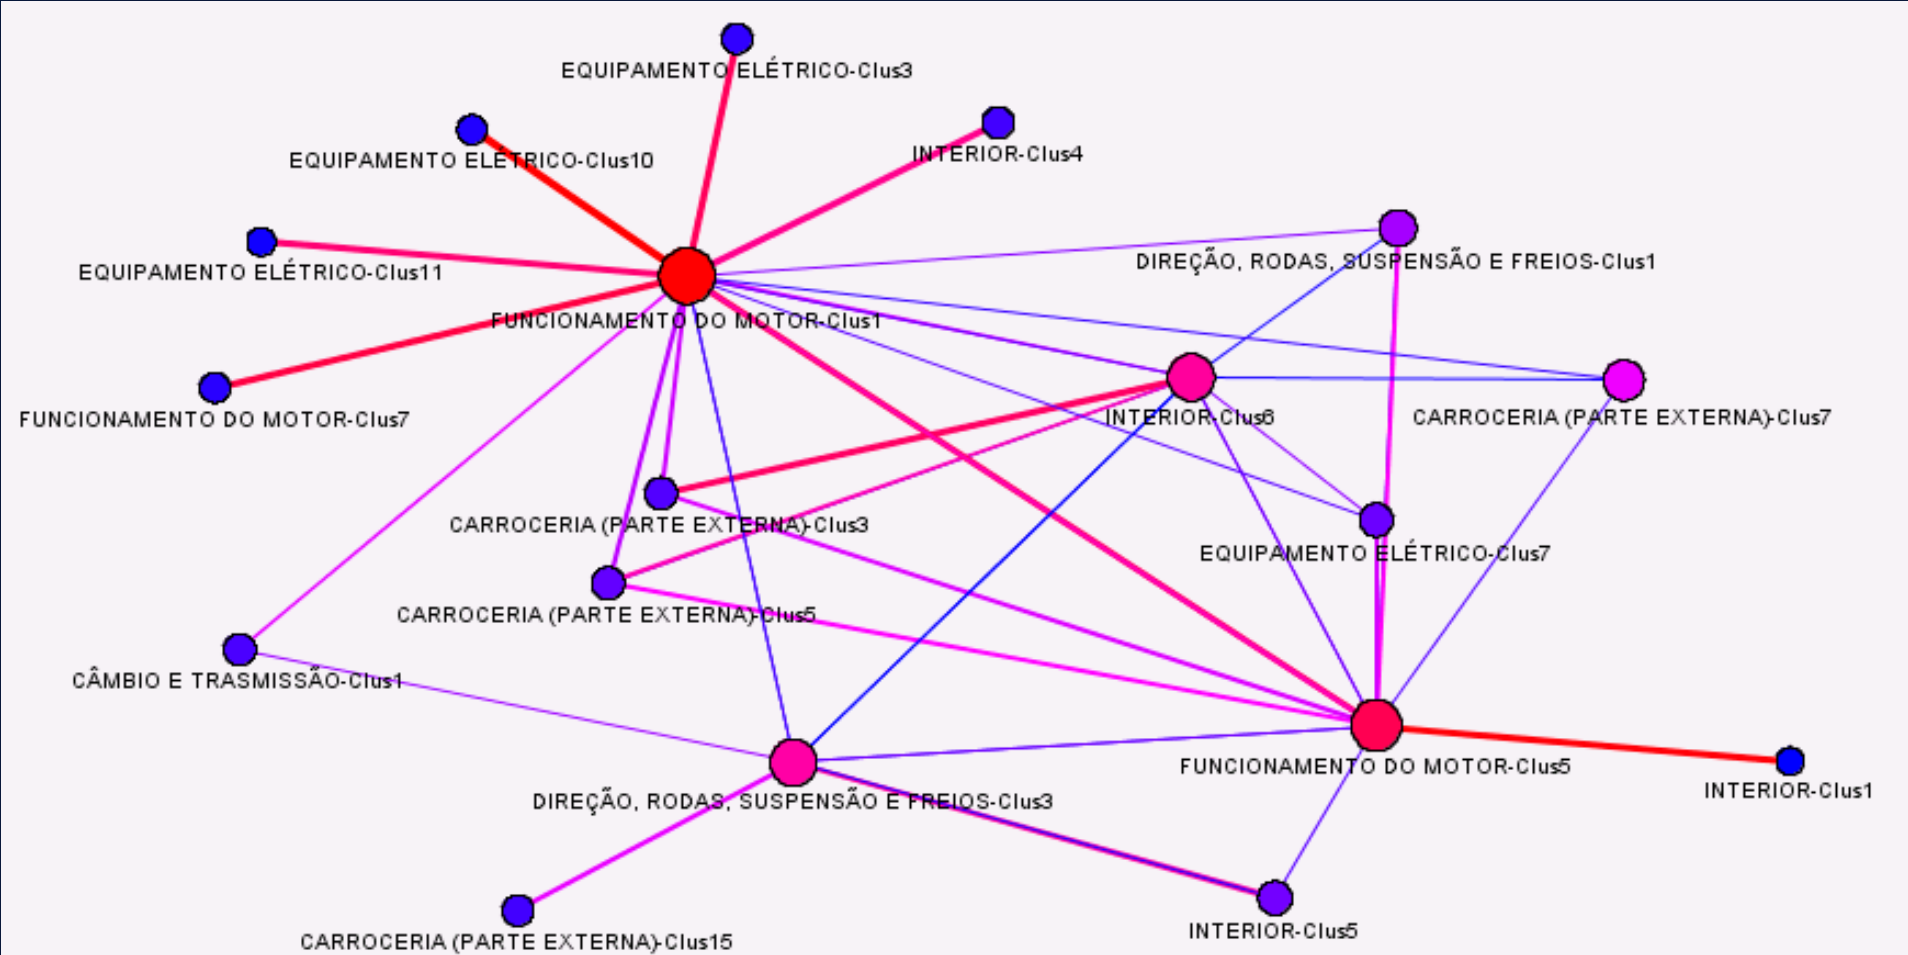 EQUIPAMENTO ELÉTRICO-Clus3
INTERIOR-Clus4
EQUIPAMENTO ELÉTRICO-Clus10
DIREÇÃO, RODAS, SUSPENSÃO E FREIOS-Clus1
EQUIPAMENTO ELÉTRICO-Clus11
FUNCIONAMENTO DO MOTOR-Clus1
INTERIOR-Clus6
CARROCERIA (PARTE EXTERNA)-Clus7
FUNCIONAMENTO DO MOTOR-Clus7
CARROCERIA (PARTE EXTERNA)-Clus3
EQUIPAMENTO ELÉTRICO-Clus7
CARROCERIA (PARTE EXTERNA)-Clus5
CÂMBIO E TRASMISSÃO-Clus1
FUNCIONAMENTO DO MOTOR-Clus5
INTERIOR-Clus1
DIREÇÃO, RODAS, SUSPENSÃO E FREIOS-Clus3
INTERIOR-Clus5
CARROCERIA (PARTE EXTERNA)-Clus15